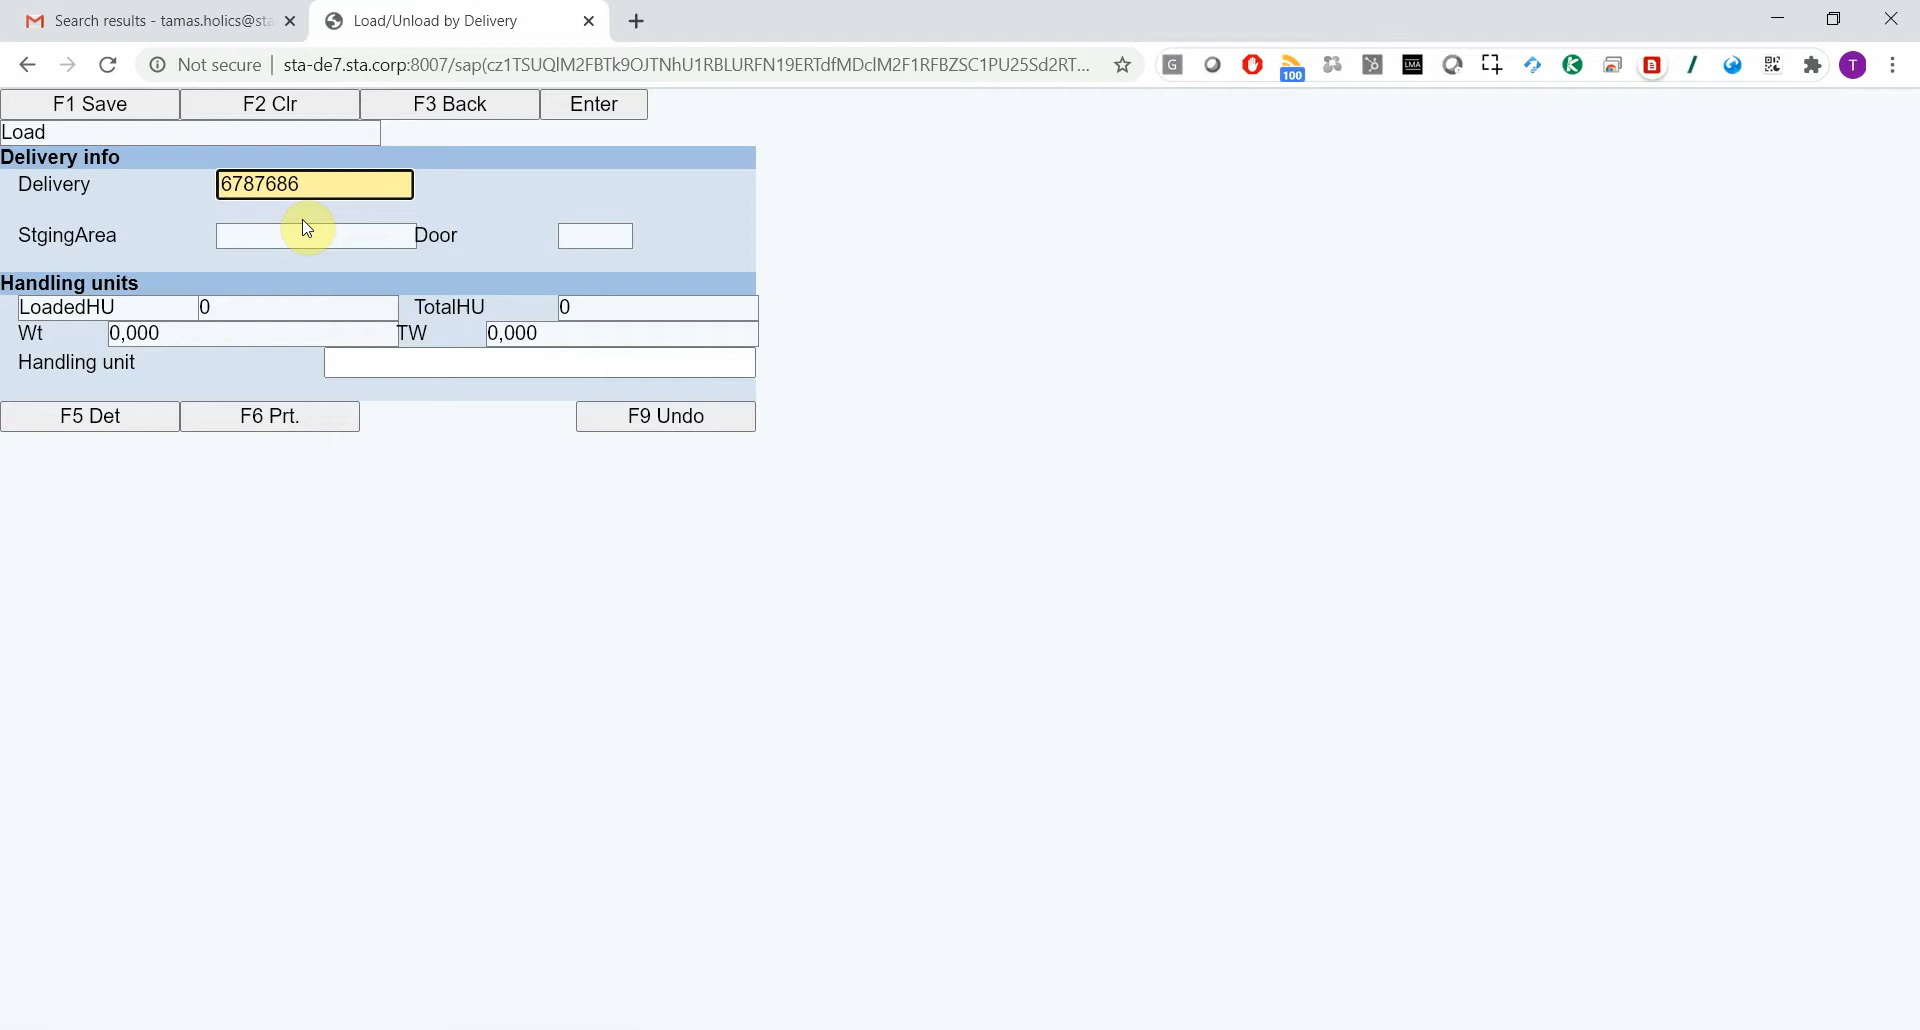 Search results - tamas.holics@sta
Load/Unload by Delivery
Not secure
sta-de7.sta.corp:8007/sap(cz1TSUQlM2FBTk9OJTNhU1RBLURFN19ERTdfMDclM2F1RFBZSC1PU25Sd2RT...
G
100
LMA
K
T
F1 Save
F2 Clr
F3 Back
Enter
Load
Delivery info
Delivery
6787686
StgingArea
Door
Handling units
LoadedHU
0
TotalHU
0
Wt
0,000
TW
0,000
Handling unit
F5 Det
F6 Prt.
F9 Undo